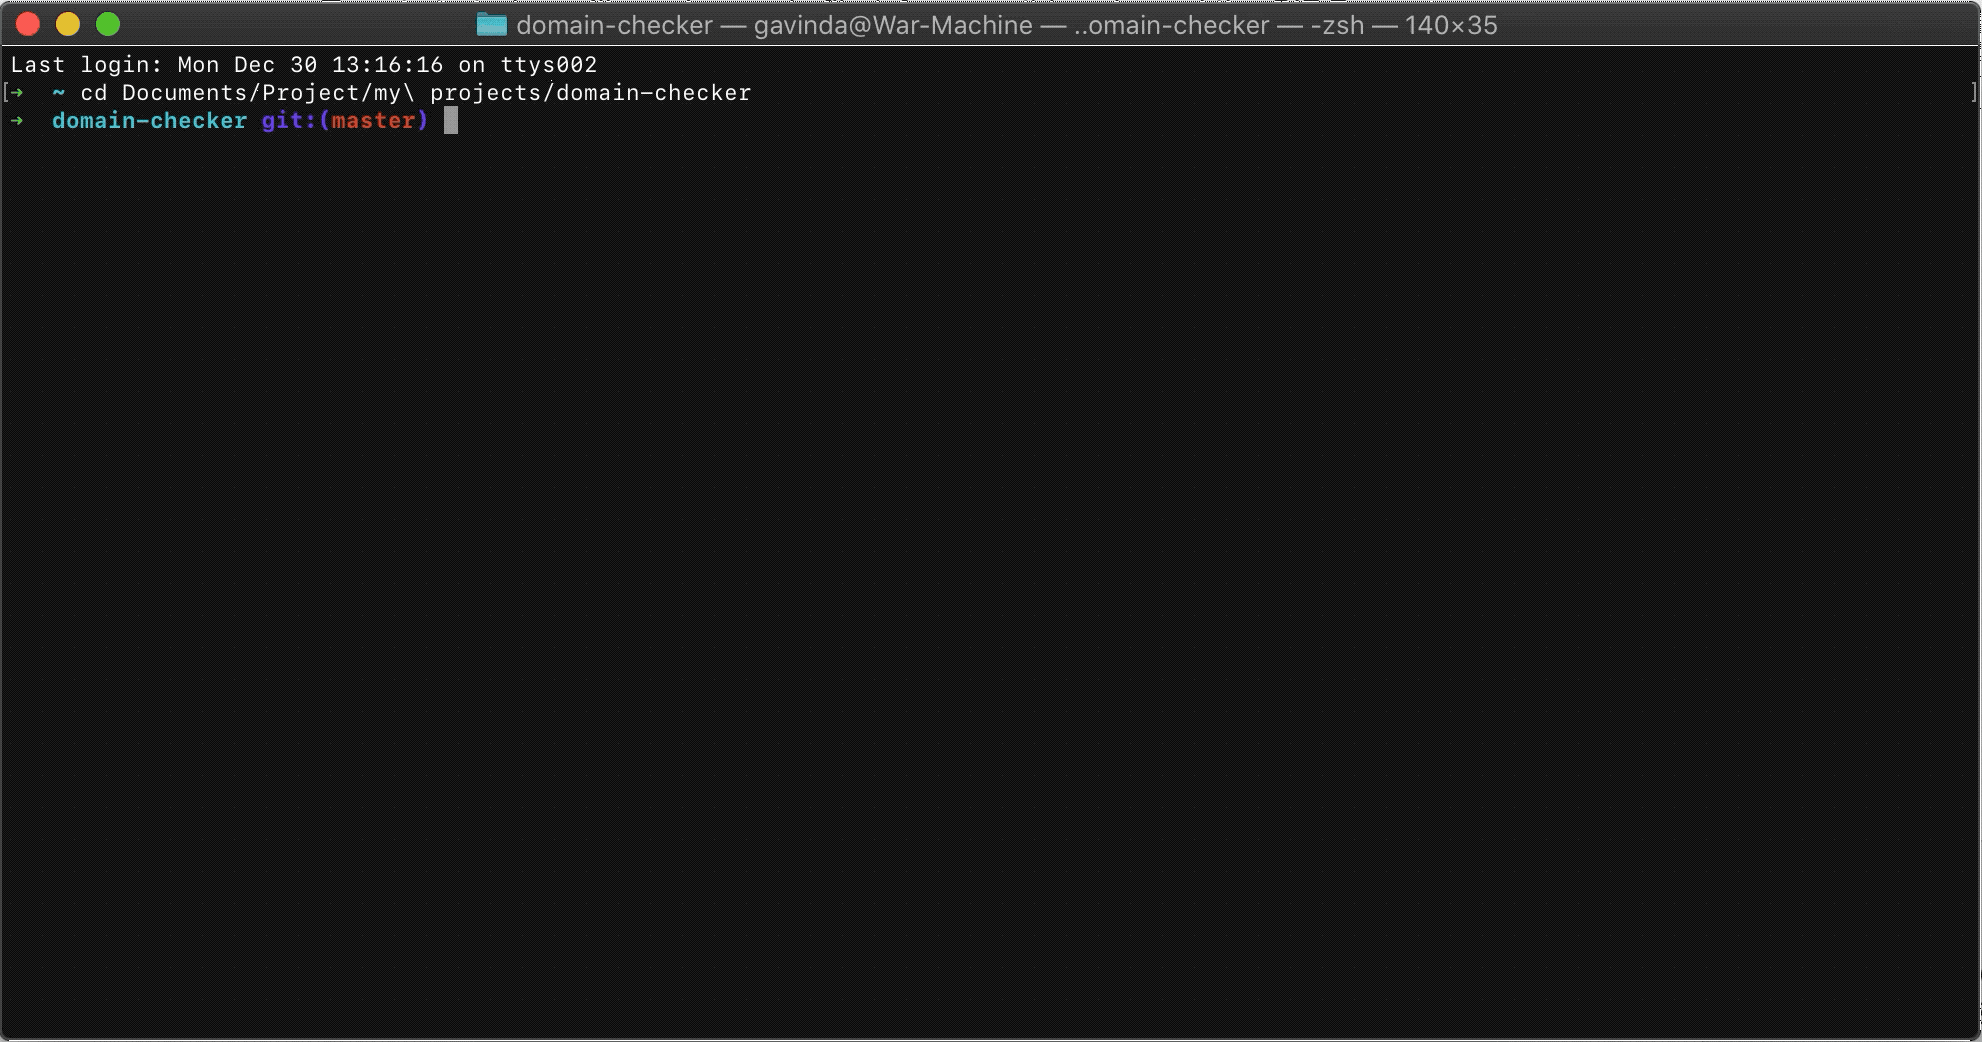 domain-checker — gavinda@War-Machine — ..omain-checker — -zsh — 140×35
Last login: Mon Dec 30 13:16:16 on ttys002
[➜  ~ cd Documents/Project/my\ projects/domain-checker ]
➜  domain-checker git:(master)